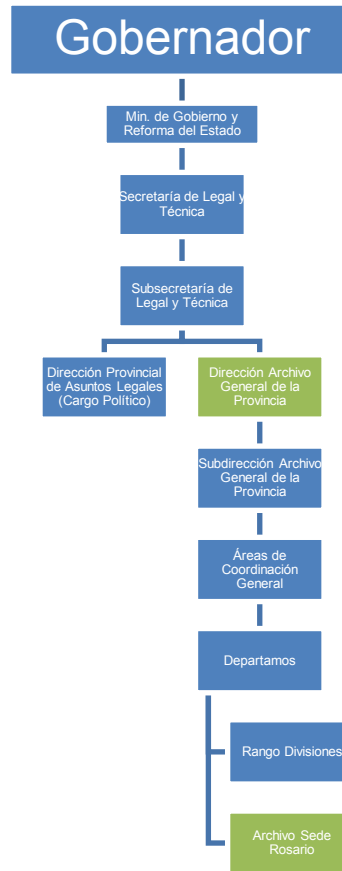 Gobernador
Min. de Gobierno y
Reforma del Estado
Secretaría de Legal y
Técnica
Subsecretaría de
Legal y Técnica
Dirección Provincial
de Asuntos Legales
(Cargo Político)
Dirección Archivo
General de la
Provincia
Subdirección Archivo
General de la
Provincia
Áreas de
Coordinación
General
Departamos
Rango Divisiones
Archivo Sede
Rosario